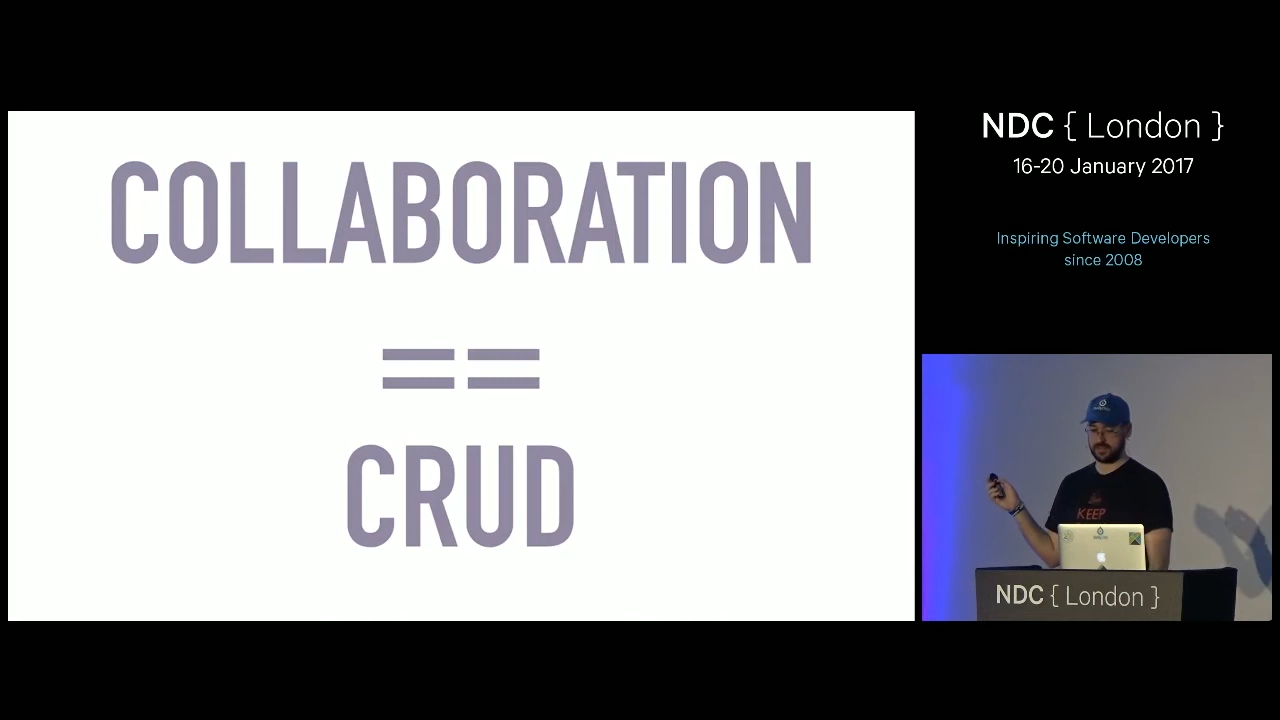 COLLABORATION
==
CRUD
NDC { London }
16-20 January 2017
Inspiring Software Developers
since 2008
KEEP
NDC { London }